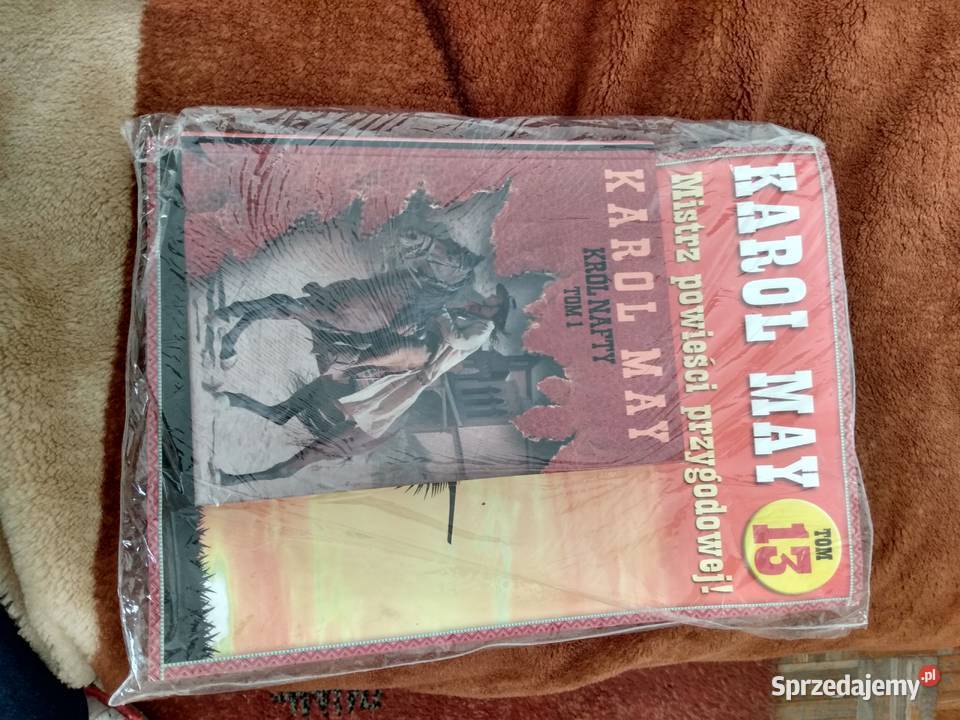 KAROL MAY
Mistrz powieści przygodowej!
TOM
13
KAROL MAY
KRÓL NAFTY
TOM I
Sprzedajemy.pl